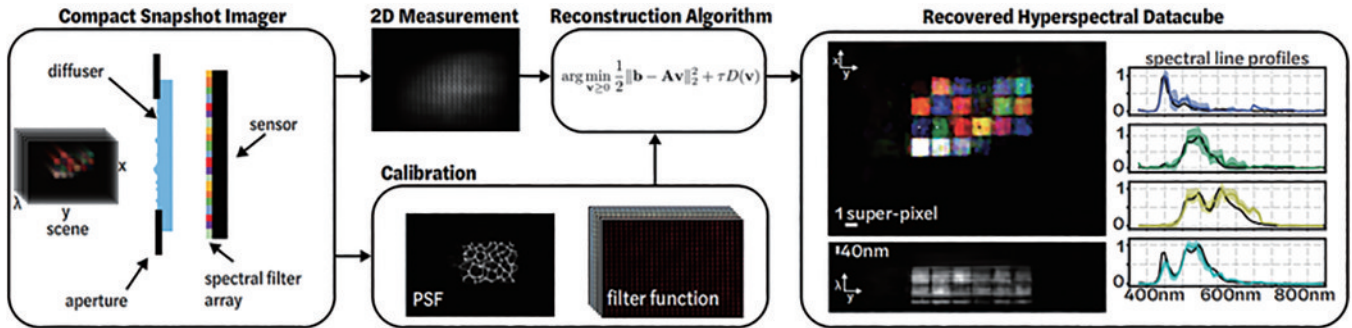 Compact Snapshot Imager
diffuser
sensor
x
λ
y
scene
aperture
spectral filter
array
2D Measurement
Reconstruction Algorithm
arg min 1/2 ||b − Av||₂² + τD(v)
v≥0
Calibration
PSF
filter function
Recovered Hyperspectral Datacube
x
y
1 super-pixel
40nm
λ
y
spectral line profiles
1
0
1
0
1
0
1
0
400nm 600nm 800nm